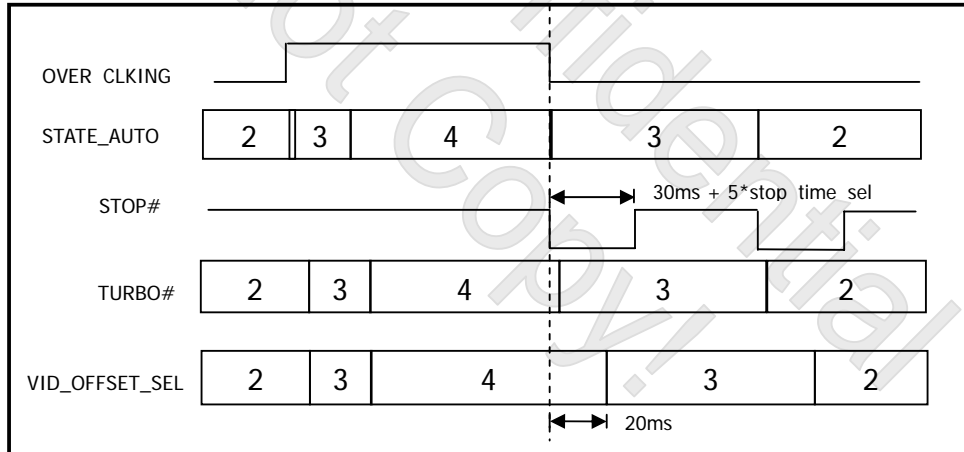 OVER CLKING
STATE_AUTO 2 3 4 3 2
30ms + 5*stop time sel
STOP#
TURBO# 2 3 4 3 2
VID_OFFSET_SEL 2 3 4 3 2
20ms
Copy!